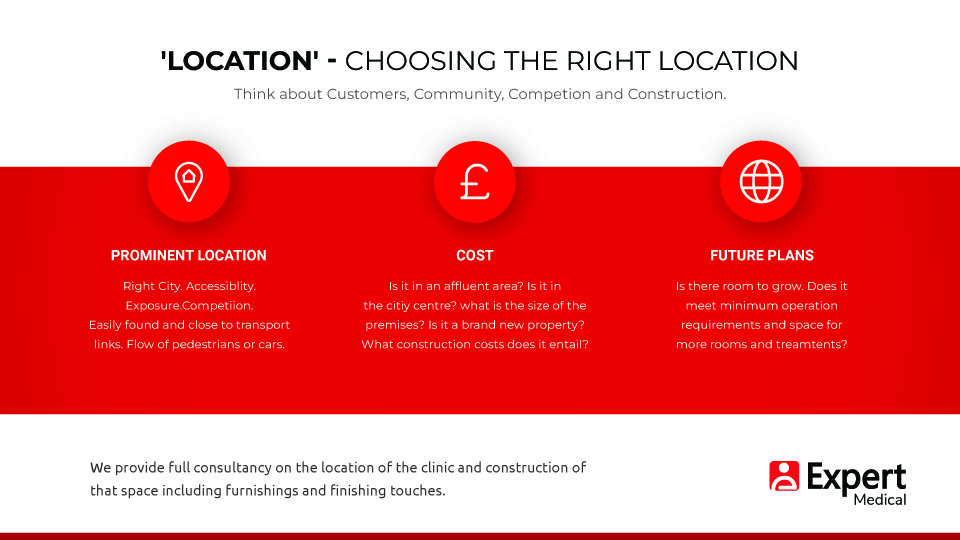 'LOCATION' - CHOOSING THE RIGHT LOCATION
Think about Customers, Community, Competion and Construction.
PROMINENT LOCATION
Right City. Accessiblity.
Exposure.Competiion.
Easily found and close to transport
links. Flow of pedestrians or cars.
£
COST
Is it in an affluent area? Is it in
the citiy centre? what is the size of the
premises? Is it a brand new property?
What construction costs does it entail?
FUTURE PLANS
Is there room to grow. Does it
meet minimum operation
requirements and space for
more rooms and treamtents?
We provide full consultancy on the location of the clinic and construction of
that space including furnishings and finishing touches.
Expert
Medical